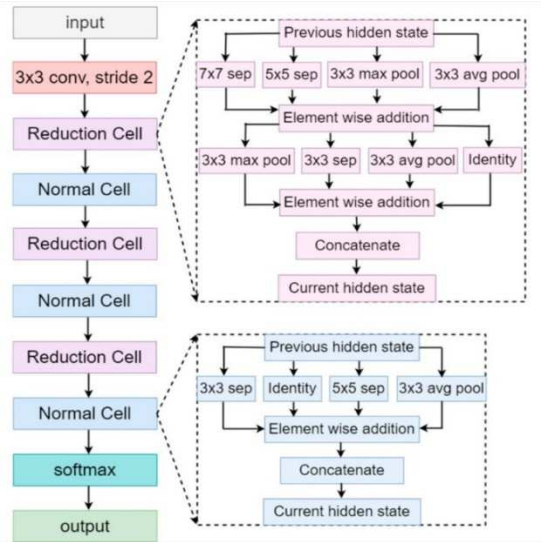 input
3x3 conv, stride 2
Reduction Cell
Normal Cell
Reduction Cell
Normal Cell
Reduction Cell
Normal Cell
softmax
output
Previous hidden state
7x7 sep 5x5 sep 3x3 max pool 3x3 avg pool
Element wise addition
3x3 max pool 3x3 sep 3x3 avg pool Identity
Element wise addition
Concatenate
Current hidden state
Previous hidden state
3x3 sep Identity 5x5 sep 3x3 avg pool
Element wise addition
Concatenate
Current hidden state